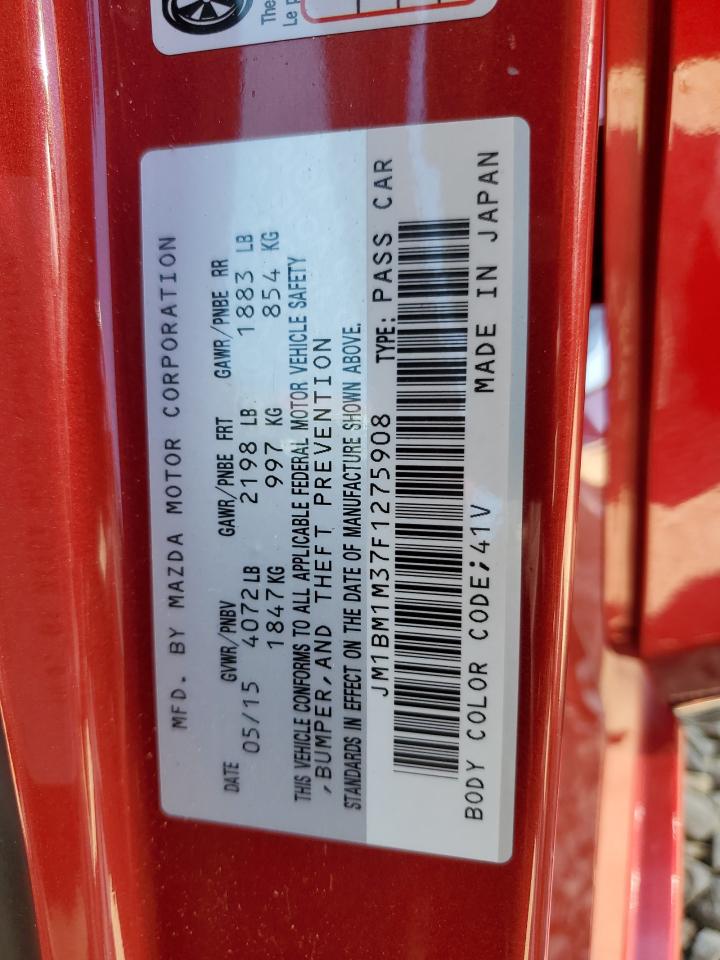 The
Le p
MFD. BY MAZDA MOTOR CORPORATION
DATE GVWR/PNBV GAWR/PNBE FRT GAWR/PNBE RR
05/15 4072LB 2198 LB 1883 LB
1847KG 997 KG 854 KG
THIS VEHICLE CONFORMS TO ALL APPLICABLE FEDERAL MOTOR VEHICLE SAFETY
,BUMPER,AND THEFT PREVENTION
STANDARDS IN EFFECT ON THE DATE OF MANUFACTURE SHOWN ABOVE.
JM1BM1M37F1275908 TYPE: PASS CAR
BODY COLOR CODE;41V MADE IN JAPAN